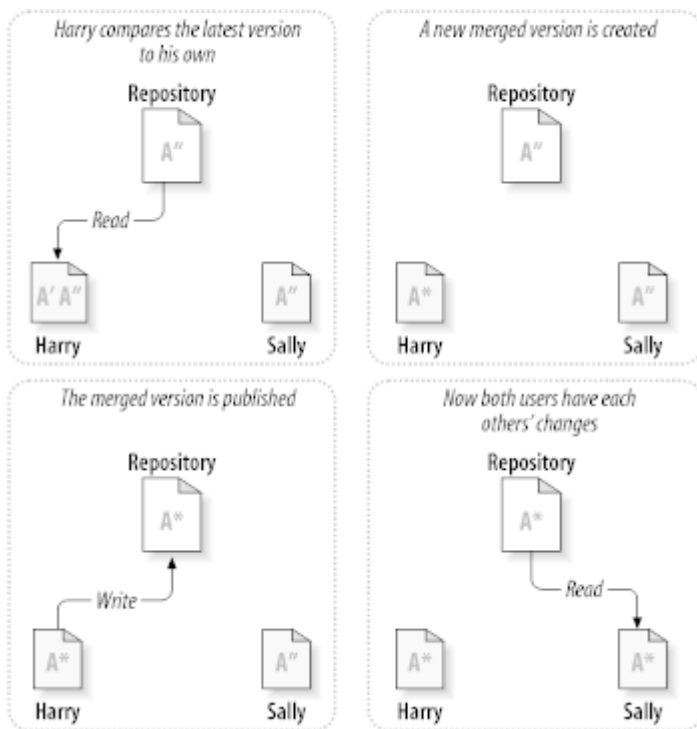 Harry compares the latest version
to his own
Repository
A″
Read
A′ A″
A″
Harry
Sally
A new merged version is created
Repository
A″
A*
A″
Harry
Sally
The merged version is published
Repository
A*
Write
A*
A″
Harry
Sally
Now both users have each
others’ changes
Repository
A*
Read
A*
A*
Harry
Sally